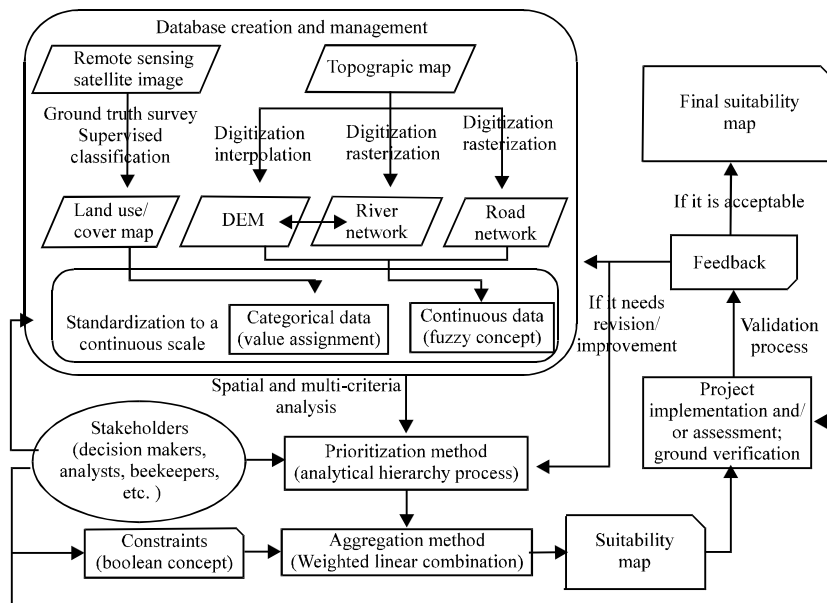 Database creation and management
Remote sensing
satellite image
Topograpic map
Ground truth survey
Supervised
classification
Digitization
interpolation
Digitization
rasterization
Digitization
rasterization
Land use/
cover map
DEM
River
network
Road
network
Standardization to a
continuous scale
Categorical data
(value assignment)
Continuous data
(fuzzy concept)
Spatial and multi-criteria
analysis
Stakeholders
(decision makers,
analysts, beekeepers,
etc. )
Prioritization method
(analytical hierarchy process)
Constraints
(boolean concept)
Aggregation method
(Weighted linear combination)
Suitability
map
Project
implementation and/
or assessment;
ground verification
Validation
process
Feedback
If it needs
revision/
improvement
If it is acceptable
Final suitability
map